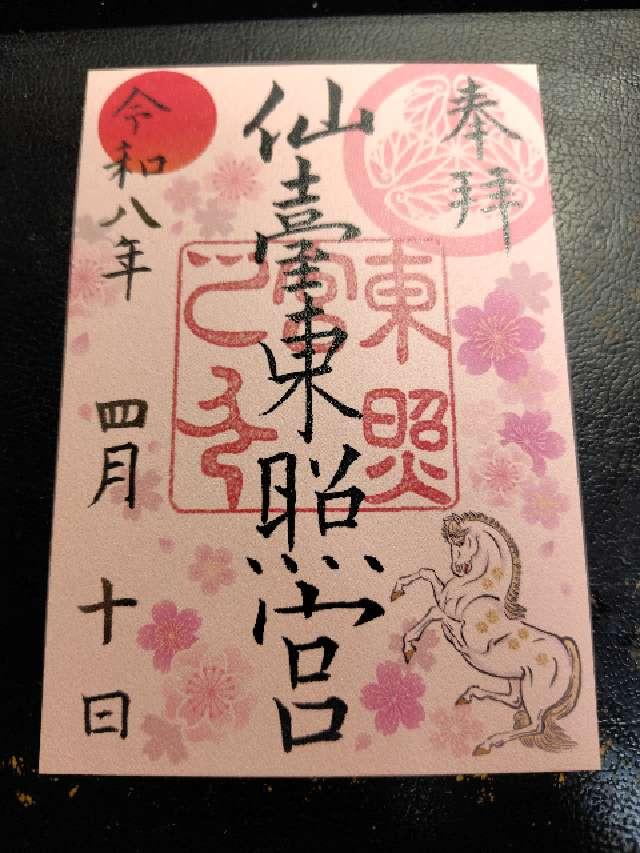 奉拝
仙臺東照宮
東照
宮
之印
令和八年 四月 十日